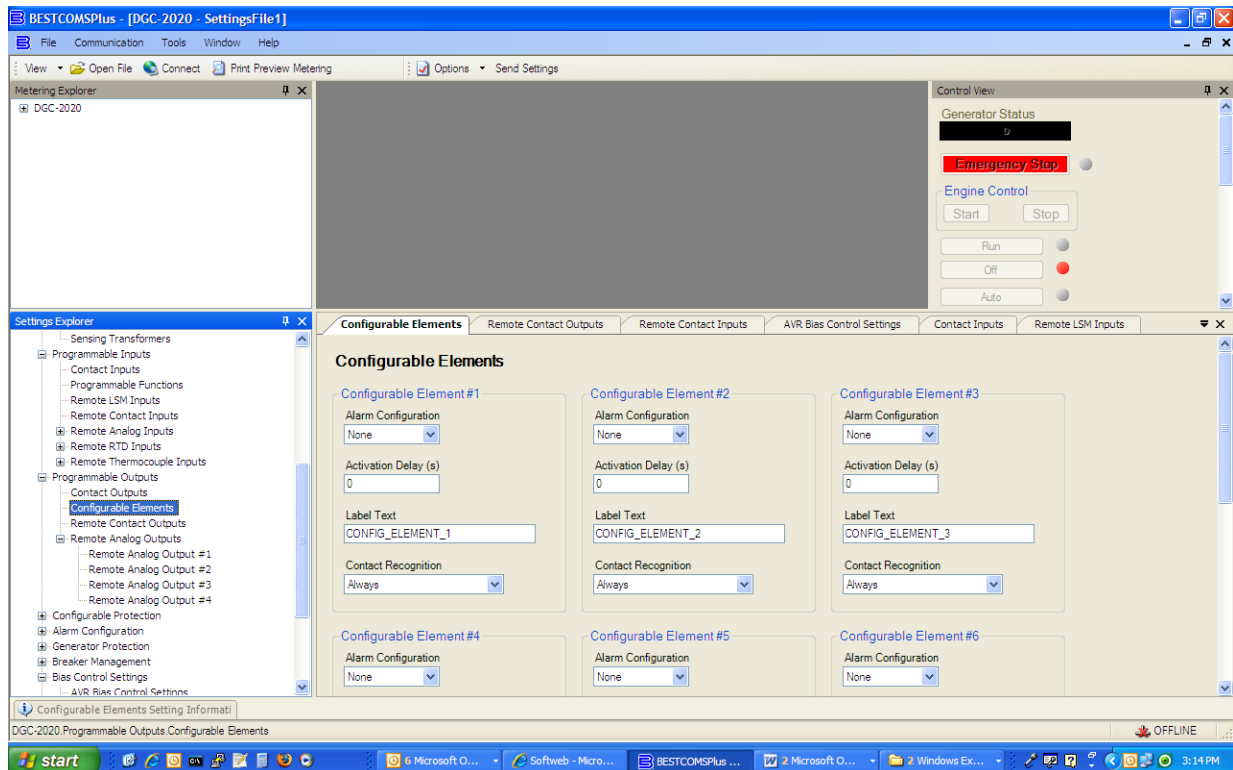 BESTCOMSPlus - [DGC-2020 - SettingsFile1]
File Communication Tools Window Help
View Open File Connect Print Preview Metering Options Send Settings
Metering Explorer
DGC-2020
Control View
Generator Status
D
Emergency Stop
Engine Control
Start Stop
Run
Off
Auto
Settings Explorer
Sensing Transformers
Programmable Inputs
Contact Inputs
Programmable Functions
Remote LSM Inputs
Remote Contact Inputs
Remote Analog Inputs
Remote RTD Inputs
Remote Thermocouple Inputs
Programmable Outputs
Contact Outputs
Configurable Elements
Remote Contact Outputs
Remote Analog Outputs
Remote Analog Output #1
Remote Analog Output #2
Remote Analog Output #3
Remote Analog Output #4
Configurable Protection
Alarm Configuration
Generator Protection
Breaker Management
Bias Control Settings
AVR Bias Control Settings
Configurable Elements Remote Contact Outputs Remote Contact Inputs AVR Bias Control Settings Contact Inputs Remote LSM Inputs
Configurable Elements
Configurable Element #1 Configurable Element #2 Configurable Element #3
Alarm Configuration Alarm Configuration Alarm Configuration
None None None
Activation Delay (s) Activation Delay (s) Activation Delay (s)
0 0 0
Label Text Label Text Label Text
CONFIG_ELEMENT_1 CONFIG_ELEMENT_2 CONFIG_ELEMENT_3
Contact Recognition Contact Recognition Contact Recognition
Always Always Always
Configurable Element #4 Configurable Element #5 Configurable Element #6
Alarm Configuration Alarm Configuration Alarm Configuration
None None None
Configurable Elements Setting Informati
DGC-2020.Programmable Outputs.Configurable Elements OFFLINE
start 6 Microsoft O... Softweb - Micro... BESTCOMSPlus ... 2 Microsoft O... 2 Windows Ex... 3:14 PM